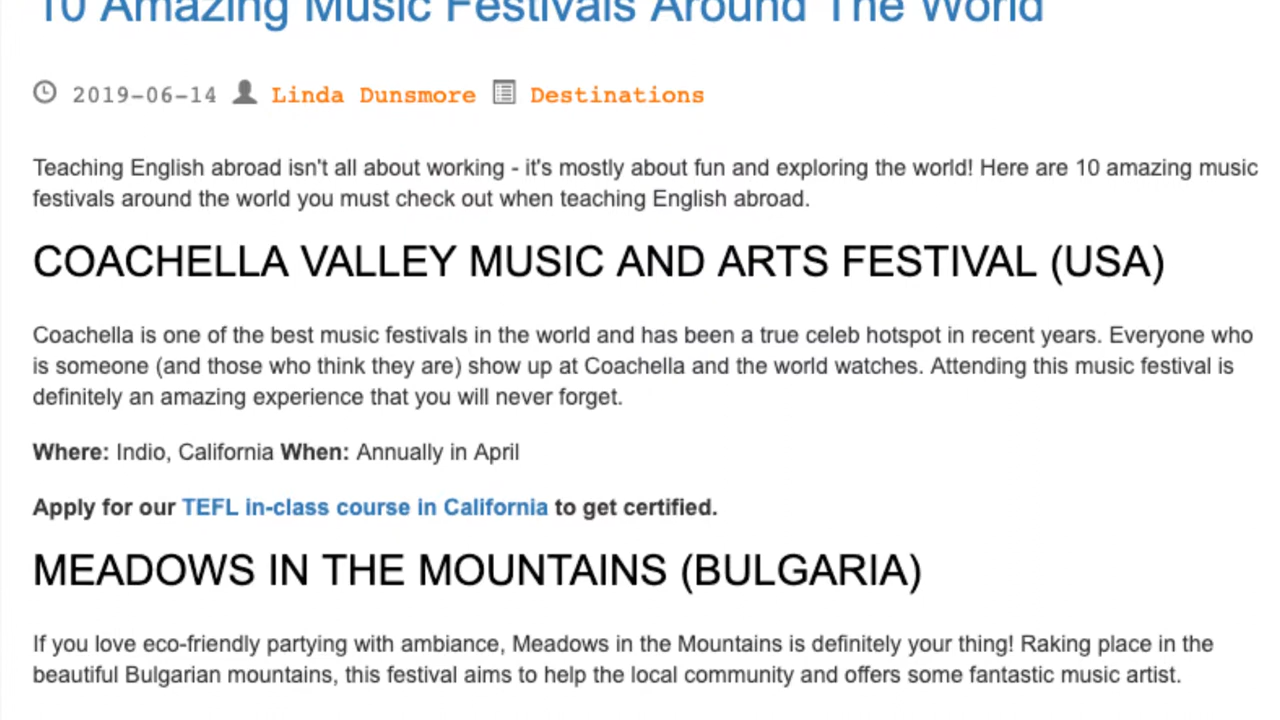 10 Amazing Music Festivals Around The World
2019-06-14 Linda Dunsmore Destinations
Teaching English abroad isn't all about working - it's mostly about fun and exploring the world! Here are 10 amazing music
festivals around the world you must check out when teaching English abroad.
COACHELLA VALLEY MUSIC AND ARTS FESTIVAL (USA)
Coachella is one of the best music festivals in the world and has been a true celeb hotspot in recent years. Everyone who
is someone (and those who think they are) show up at Coachella and the world watches. Attending this music festival is
definitely an amazing experience that you will never forget.
Where: Indio, California When: Annually in April
Apply for our TEFL in-class course in California to get certified.
MEADOWS IN THE MOUNTAINS (BULGARIA)
If you love eco-friendly partying with ambiance, Meadows in the Mountains is definitely your thing! Raking place in the
beautiful Bulgarian mountains, this festival aims to help the local community and offers some fantastic music artist.